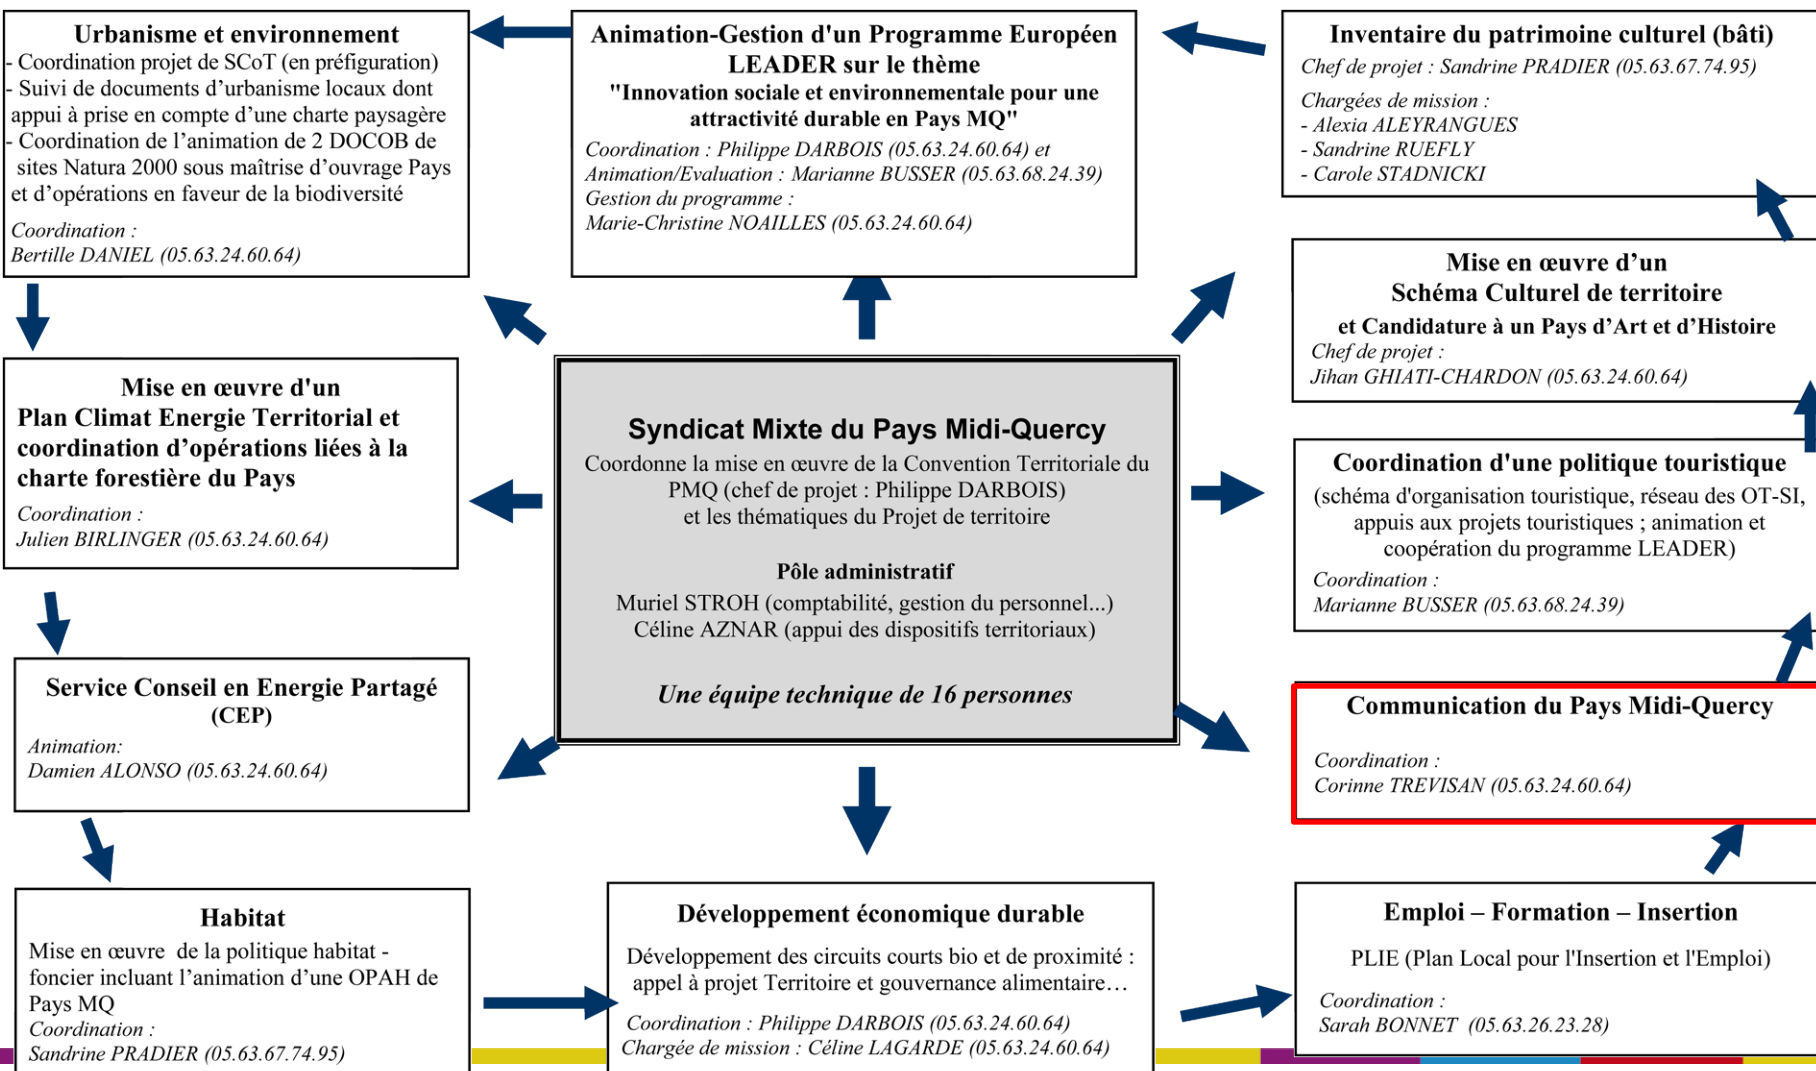 Urbanisme et environnement
- Coordination projet de SCoT (en préfiguration)
- Suivi de documents d’urbanisme locaux dont
appui à prise en compte d’une charte paysagère
- Coordination de l’animation de 2 DOCOB de
sites Natura 2000 sous maîtrise d’ouvrage Pays
et d’opérations en faveur de la biodiversité
Coordination :
Bertille DANIEL (05.63.24.60.64)
Animation-Gestion d'un Programme Européen
LEADER sur le thème
"Innovation sociale et environnementale pour une
attractivité durable en Pays MQ"
Coordination : Philippe DARBOIS (05.63.24.60.64) et
Animation/Evaluation : Marianne BUSSER (05.63.68.24.39)
Gestion du programme :
Marie-Christine NOAILLES (05.63.24.60.64)
Inventaire du patrimoine culturel (bâti)
Chef de projet : Sandrine PRADIER (05.63.67.74.95)
Chargées de mission :
- Alexia ALEYRANGUES
- Sandrine RUEFLY
- Carole STADNICKI
Mise en œuvre d’un
Schéma Culturel de territoire
et Candidature à un Pays d’Art et d’Histoire
Chef de projet :
Jihan GHIATI-CHARDON (05.63.24.60.64)
Mise en œuvre d'un
Plan Climat Energie Territorial et
coordination d’opérations liées à la
charte forestière du Pays
Coordination :
Julien BIRLINGER (05.63.24.60.64)
Syndicat Mixte du Pays Midi-Quercy
Coordonne la mise en œuvre de la Convention Territoriale du
PMQ (chef de projet : Philippe DARBOIS)
et les thématiques du Projet de territoire
Pôle administratif
Muriel STROH (comptabilité, gestion du personnel...)
Céline AZNAR (appui des dispositifs territoriaux)
Une équipe technique de 16 personnes
Coordination d'une politique touristique
(schéma d'organisation touristique, réseau des OT-SI,
appuis aux projets touristiques ; animation et
coopération du programme LEADER)
Coordination :
Marianne BUSSER (05.63.68.24.39)
Service Conseil en Energie Partagé
(CEP)
Animation:
Damien ALONSO (05.63.24.60.64)
Communication du Pays Midi-Quercy
Coordination :
Corinne TREVISAN (05.63.24.60.64)
Habitat
Mise en œuvre de la politique habitat -
foncier incluant l’animation d’une OPAH de
Pays MQ
Coordination :
Sandrine PRADIER (05.63.67.74.95)
Développement économique durable
Développement des circuits courts bio et de proximité :
appel à projet Territoire et gouvernance alimentaire…
Coordination : Philippe DARBOIS (05.63.24.60.64)
Chargée de mission : Céline LAGARDE (05.63.24.60.64)
Emploi – Formation – Insertion
PLIE (Plan Local pour l'Insertion et l'Emploi)
Coordination :
Sarah BONNET (05.63.26.23.28)